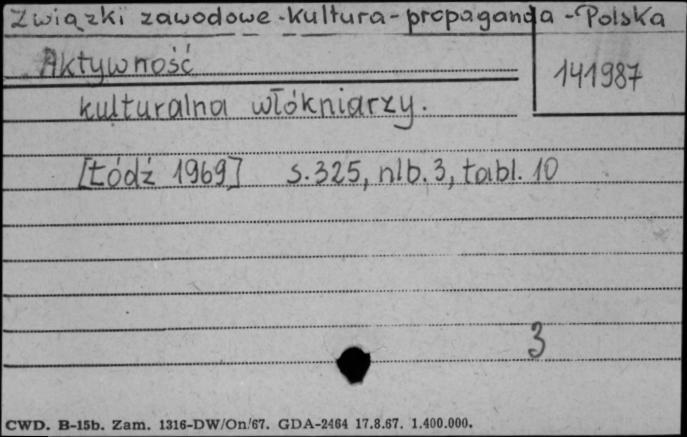 Związki zawodowe - kultura - propaganda - Polska
Aktywność
141987
kulturalna włókniarzy.
[Łódź 1969] s. 325, nlb. 3, tabl. 10
3
CWD. B-15b. Zam. 1316-DW/On/67. GDA-2464 17.8.67. 1.400.000.